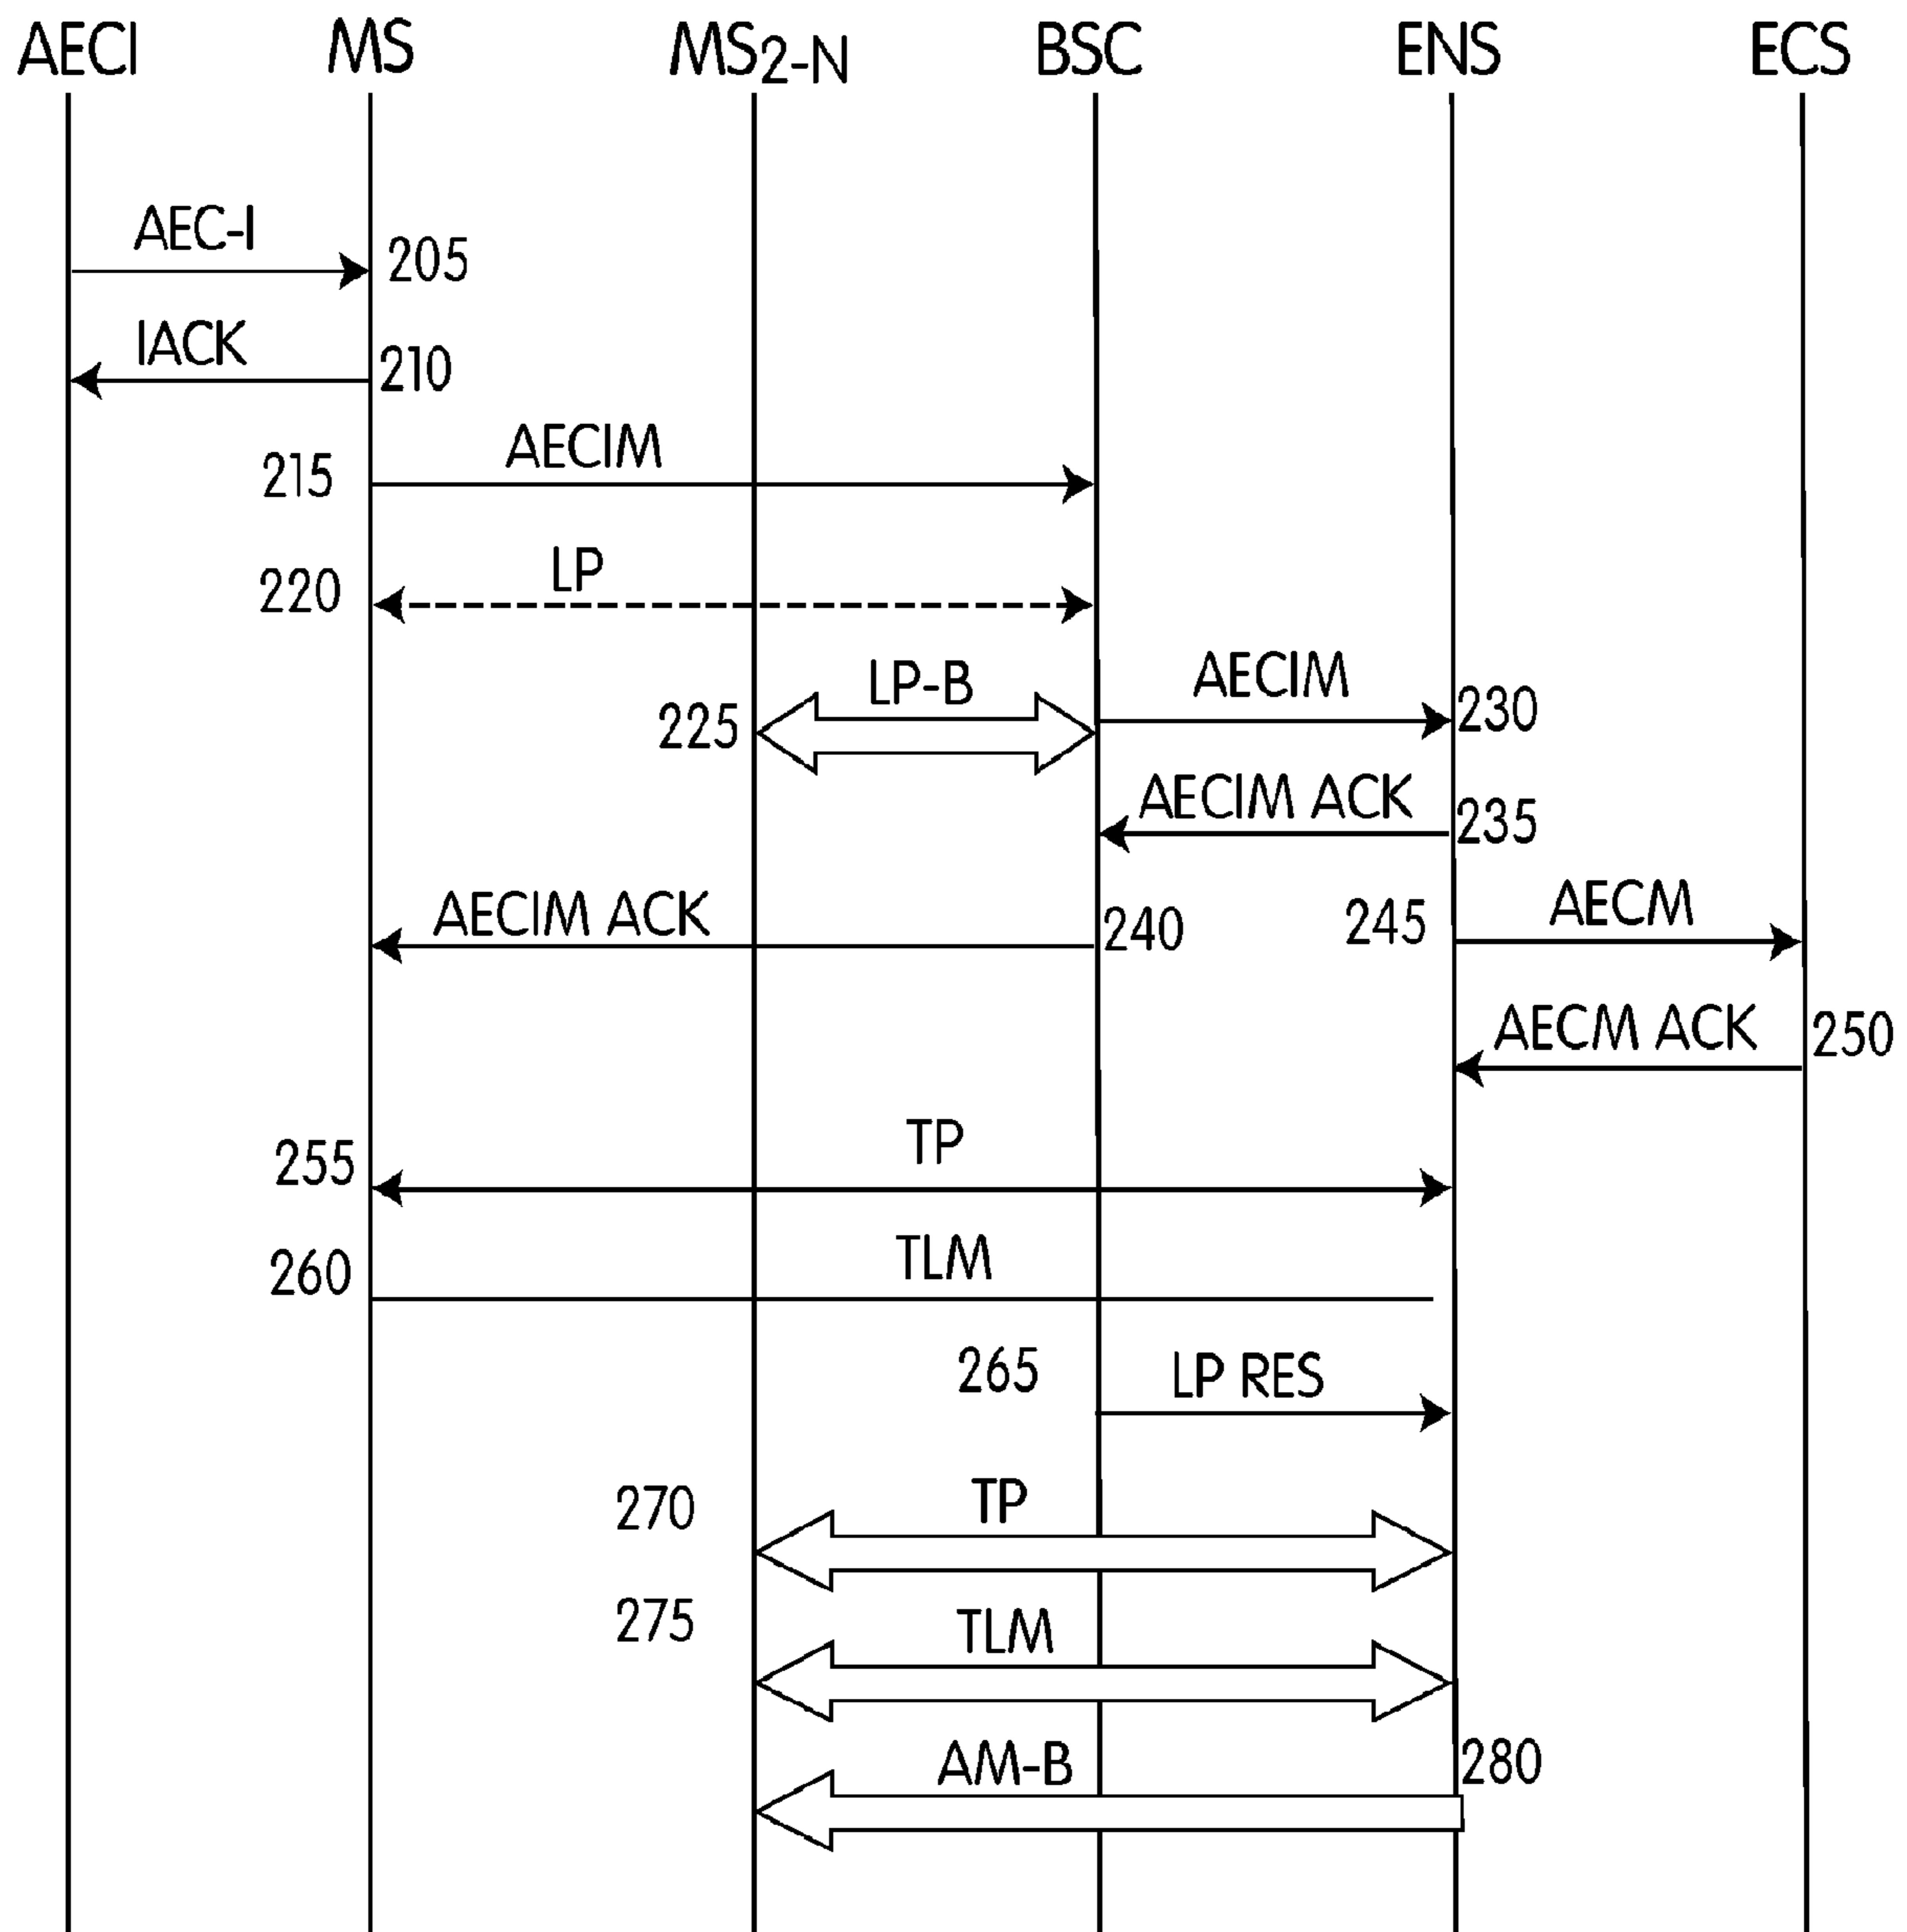 AECI MS MS2-N BSC ENS ECS
AEC-I
205
IACK
210
AECIM
215
LP
220
LP-B AECIM
225 230
AECIM ACK
235
AECIM ACK 240 245 AECM
AECM ACK 250
TP
255
TLM
260
265 LP RES
TP
270
275 TLM
AM-B 280